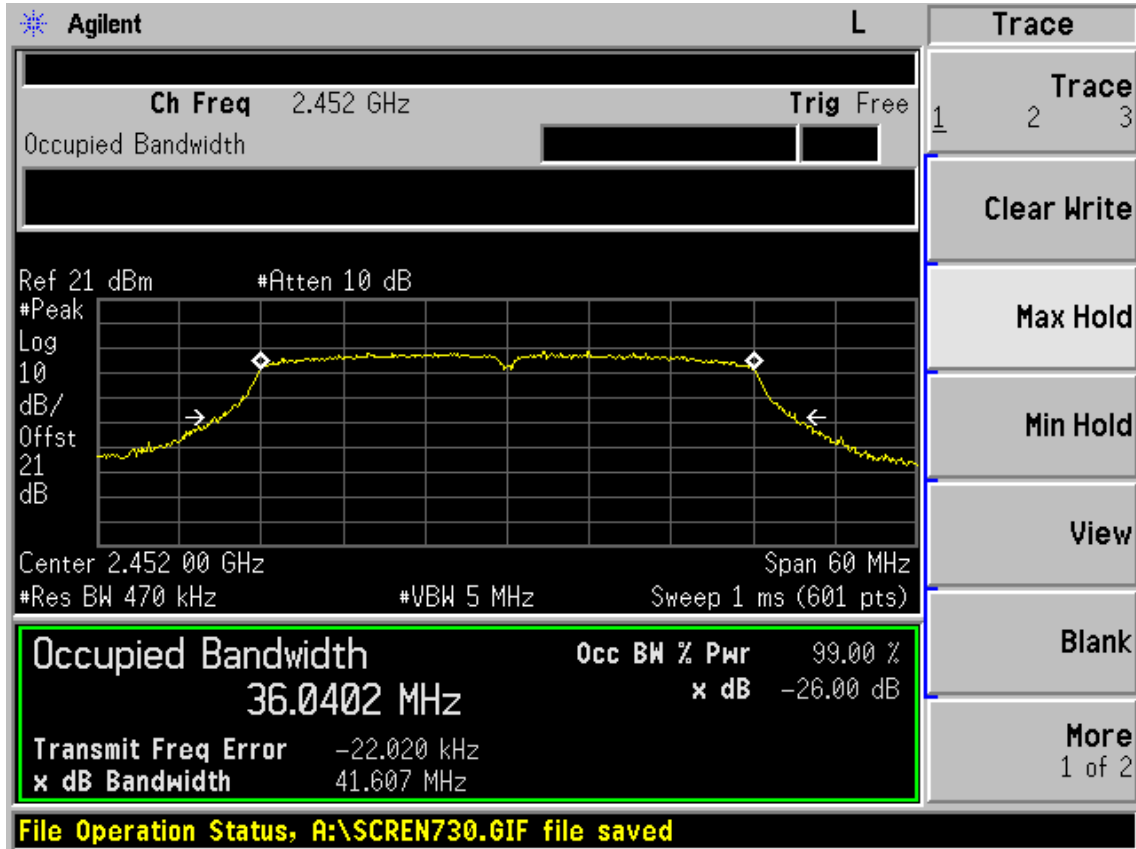 Agilent L Trace
Ch Freq 2.452 GHz Trig Free
Occupied Bandwidth
Trace
1 2 3
Clear Write
Max Hold
Min Hold
View
Blank
More
1 of 2
Ref 21 dBm #Atten 10 dB
#Peak
Log
10
dB/
Offst
21
dB
Center 2.452 00 GHz Span 60 MHz
#Res BW 470 kHz #VBW 5 MHz Sweep 1 ms (601 pts)
Occupied Bandwidth Occ BW % Pwr 99.00 %
36.0402 MHz x dB -26.00 dB
Transmit Freq Error -22.020 kHz
x dB Bandwidth 41.607 MHz
File Operation Status, A:\SCREN730.GIF file saved